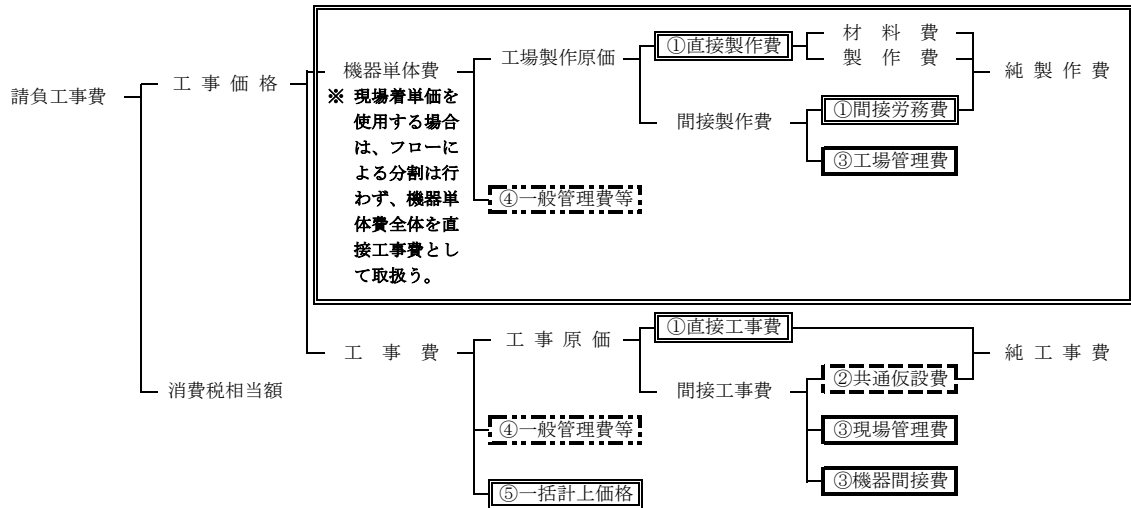 請負工事費
工事価格
機器単体費
※ 現場着単価を
使用する場合
は、フローに
よる分割は行
わず、機器単
体費全体を直
接工事費とし
て取扱う。
工場製作原価
①直接製作費
材料費
製作費
純製作費
間接製作費
①間接労務費
③工場管理費
④一般管理費等
工事費
工事原価
①直接工事費
純工事費
間接工事費
②共通仮設費
③現場管理費
③機器間接費
④一般管理費等
⑤一括計上価格
消費税相当額